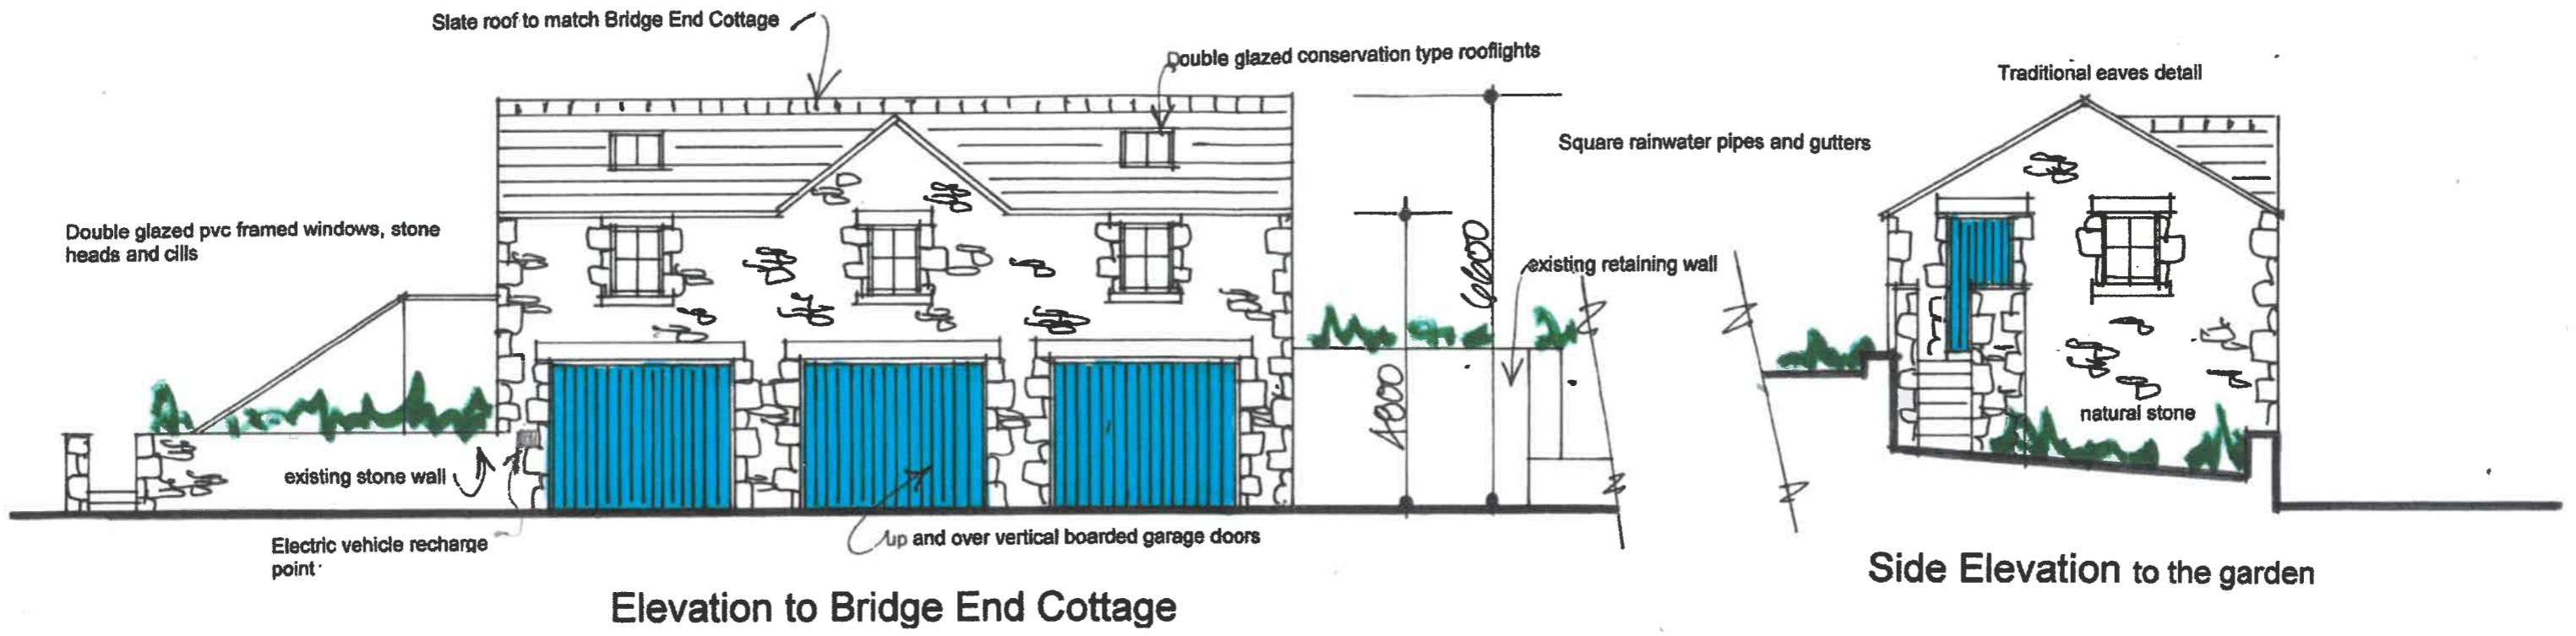 Slate roof to match Bridge End Cottage
Double glazed conservation type rooflights
Traditional eaves detail
Square rainwater pipes and gutters
Double glazed pvc framed windows, stone
heads and cills
6600
existing retaining wall
4800
natural stone
existing stone wall
Electric vehicle recharge
point
up and over vertical boarded garage doors
Elevation to Bridge End Cottage
Side Elevation to the garden